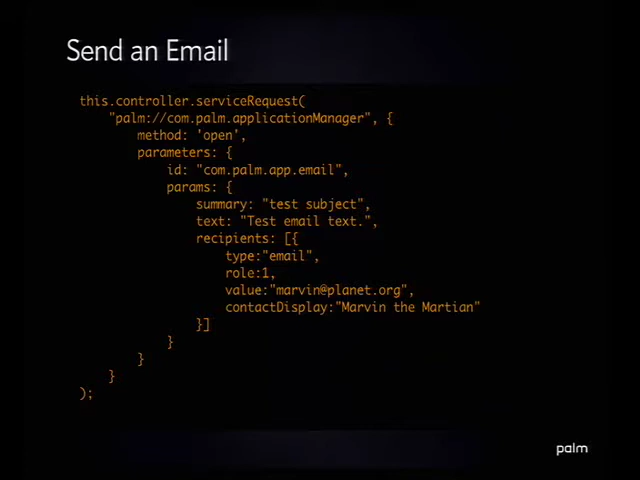 Send an Email
this.controller.serviceRequest(
"palm://com.palm.applicationManager", {
method: 'open',
parameters: {
id: "com.palm.app.email",
params: {
summary: "test subject",
text: "Test email text.",
recipients: [{
type:"email",
role:1,
value:"marvin@planet.org",
contactDisplay:"Marvin the Martian"
}]
}
}
}
);
palm